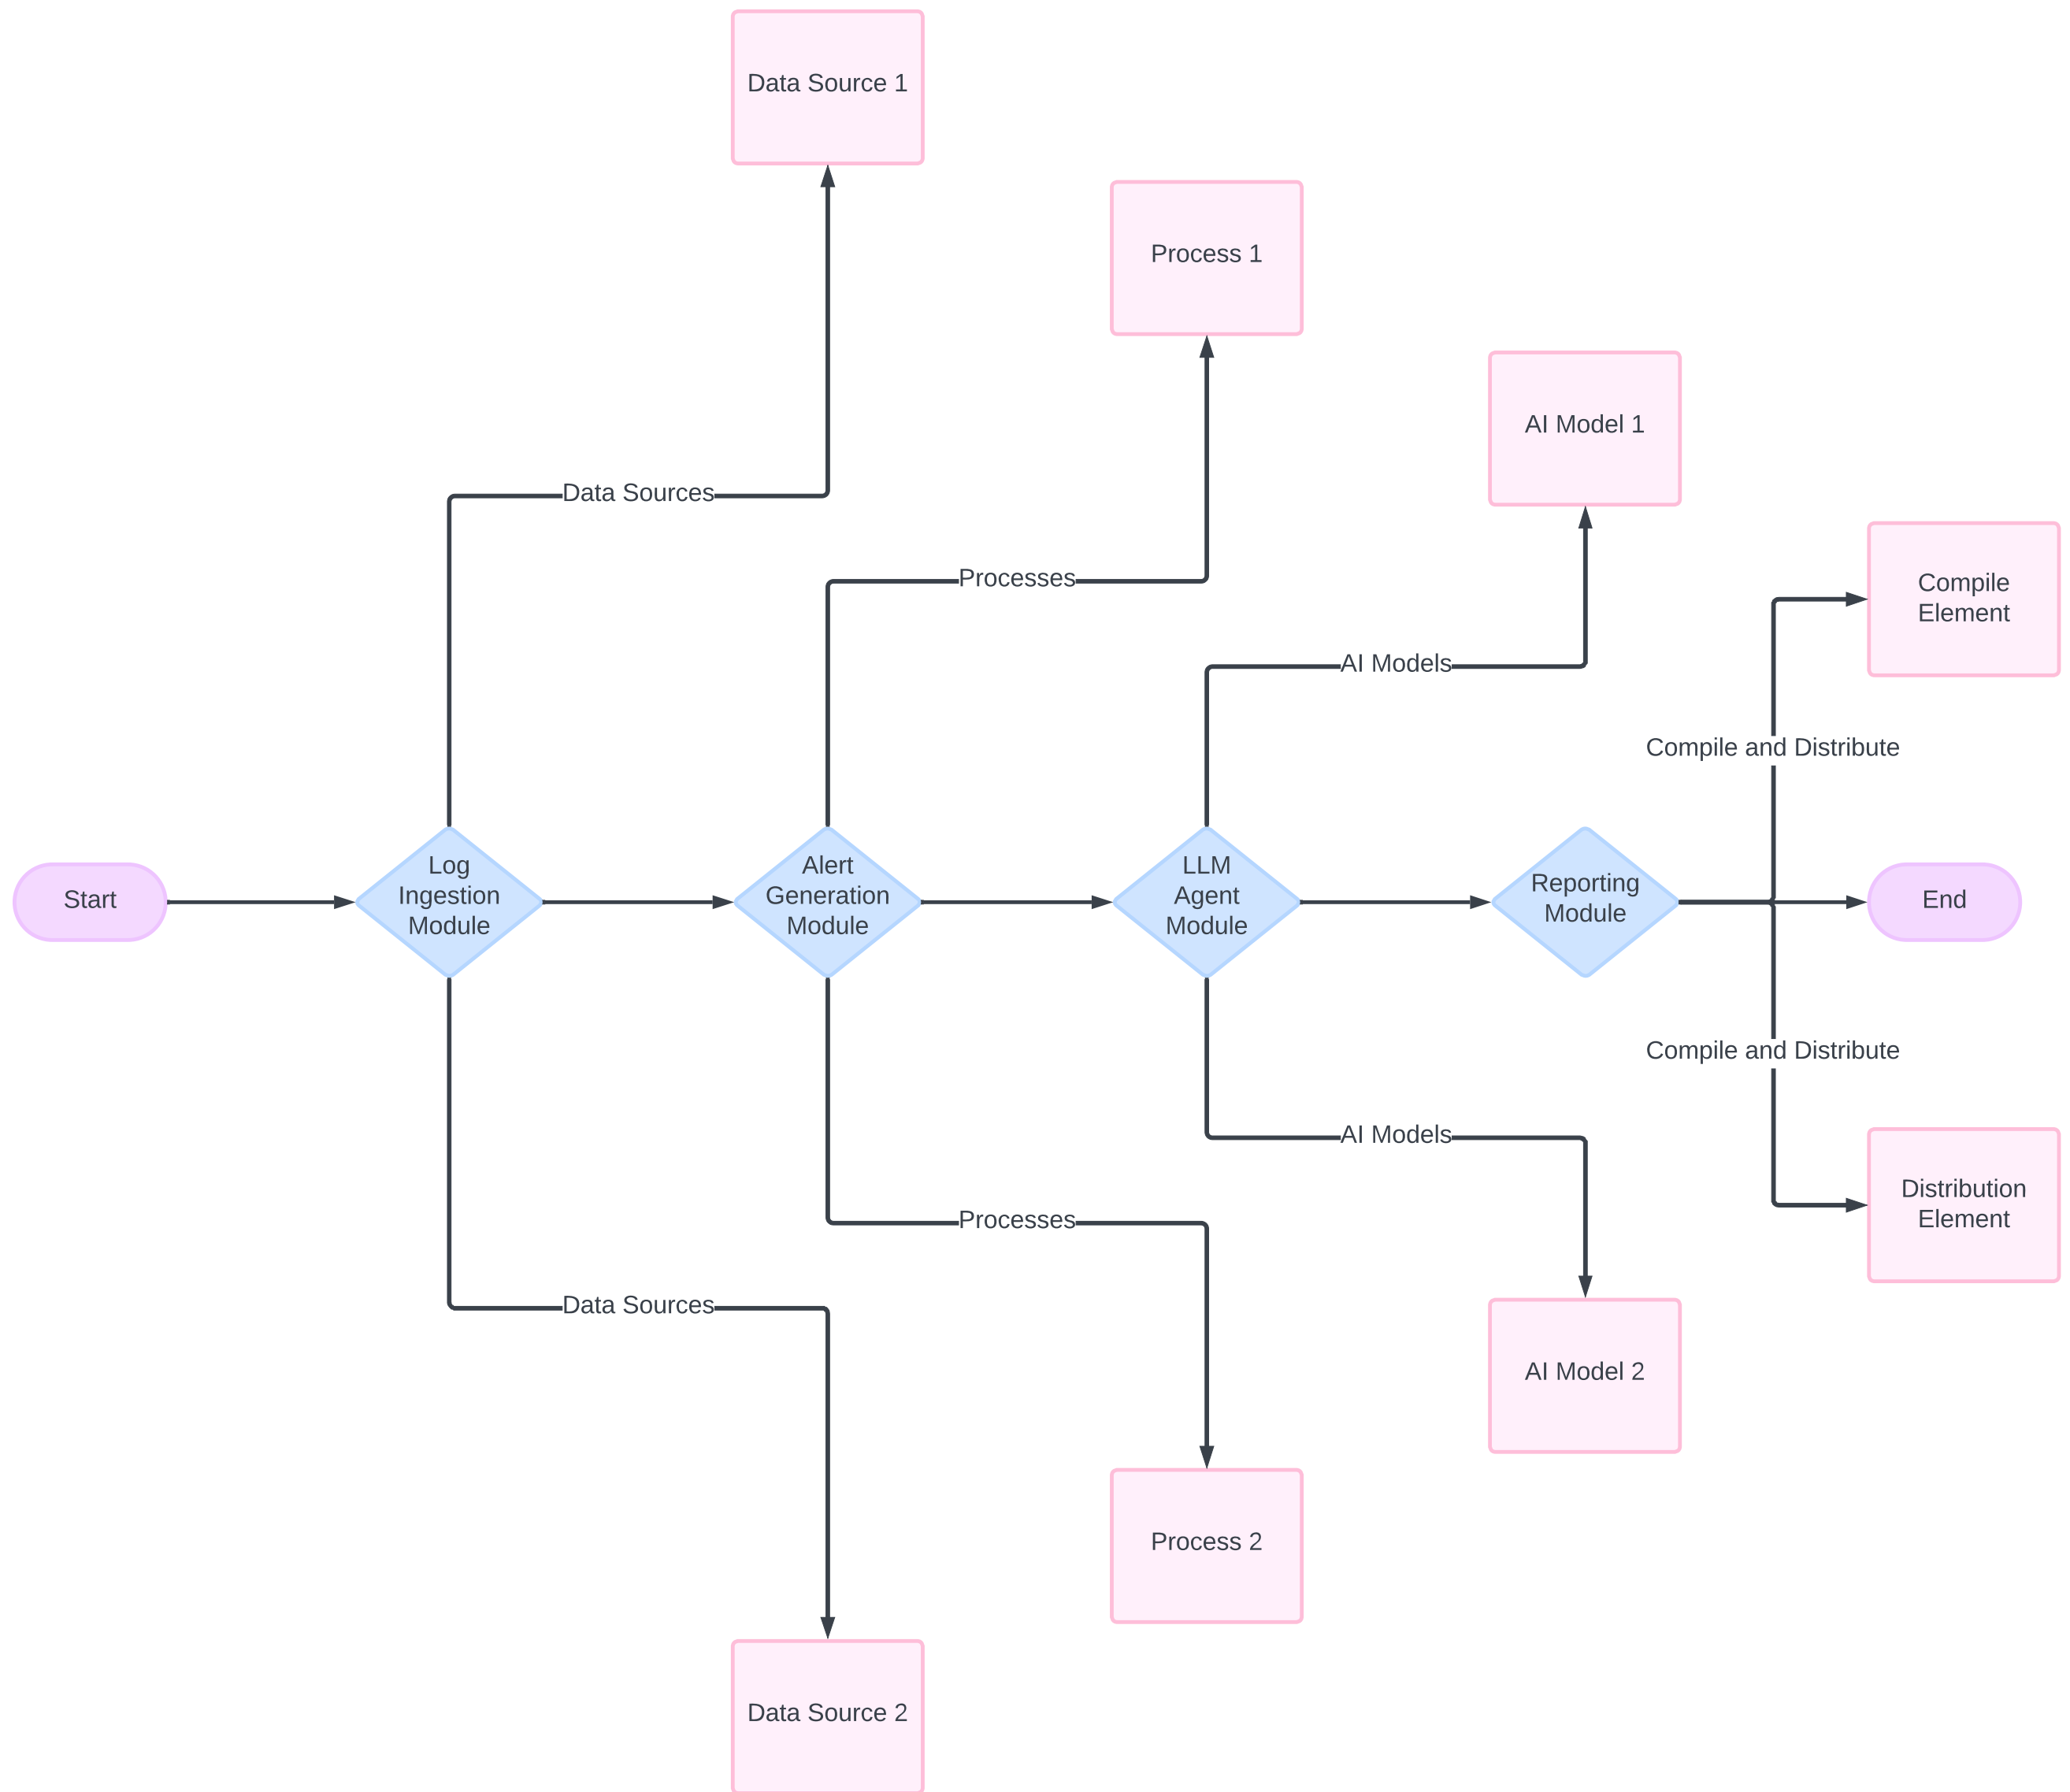 Data Source 1
Process 1
AI Model 1
Data Sources
Processes
Compile
Element
AI Models
Compile and Distribute
Start
Log
Ingestion
Module
Alert
Generation
Module
LLM
Agent
Module
Reporting
Module
End
Compile and Distribute
AI Models
Distribution
Element
Processes
Data Sources
AI Model 2
Process 2
Data Source 2